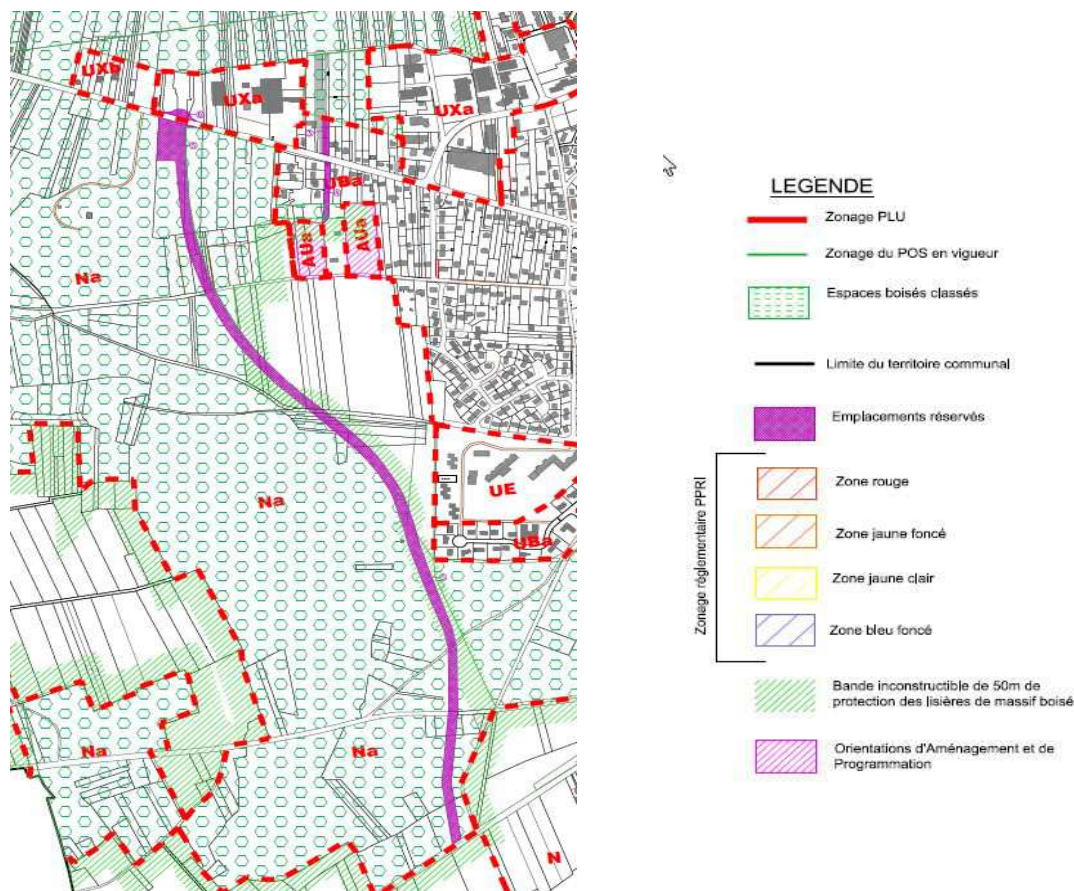 UXb
UXa
UXa
UBa
AUa
AUa
Na
Na
UE
UBa
Na
Na
N
LEGENDE
Zonage PLU
Zonage du POS en vigueur
Espaces boisés classés
Limite du territoire communal
Emplacements réservés
Zonage réglementaire PPRI
Zone rouge
Zone jaune foncé
Zone jaune clair
Zone bleu foncé
Bande inconstructible de 50m de
protection des lisières de massif boisé
Orientations d'Aménagement et de
Programmation